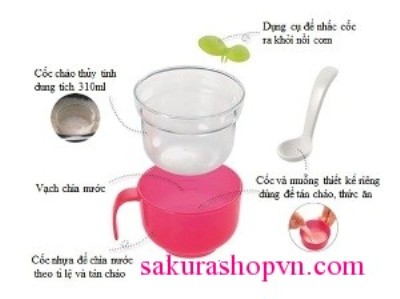 Dụng cụ để nhấc cốc
ra khỏi nồi cơm
Cốc cháo thủy tinh
dung tích 310ml
Cốc và muỗng thiết kế riêng
dùng để tán cháo, thức ăn
Vạch chia nước
Cốc nhựa để chia nước
theo tỉ lệ và tán cháo
sakurashopvn.com